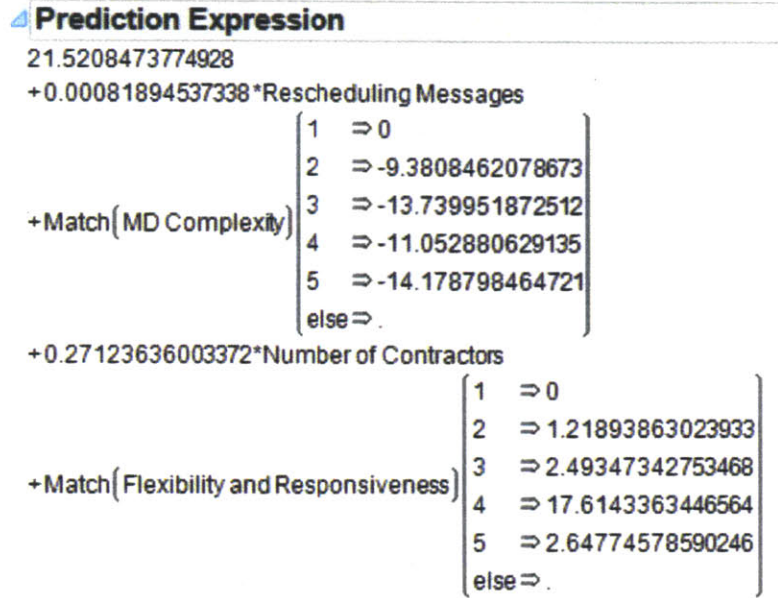 Prediction Expression
21.5208473774928
+0.00081894537338*Rescheduling Messages
+Match(MD Complexity)
1 ⇒ 0
2 ⇒ -9.3808462078673
3 ⇒ -13.739951872512
4 ⇒ -11.052880629135
5 ⇒ -14.178798464721
else ⇒ .
+0.27123636003372*Number of Contractors
+Match(Flexibility and Responsiveness)
1 ⇒ 0
2 ⇒ 1.21893863023933
3 ⇒ 2.49347342753468
4 ⇒ 17.6143363446564
5 ⇒ 2.64774578590246
else ⇒ .